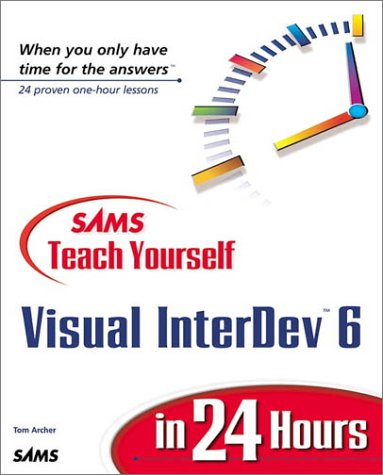 When you only have
time for the answers™
24 proven one-hour lessons
SAMS
Teach Yourself
Visual InterDev™ 6
Tom Archer
in 24 Hours
SAMS